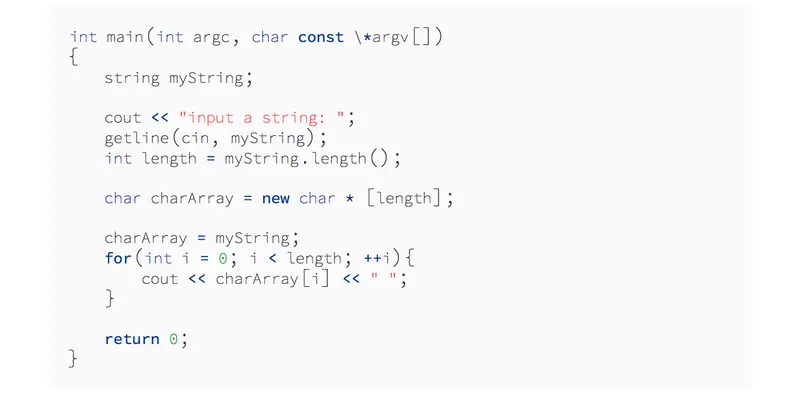 int main(int argc, char const \*argv[])
{
    string myString;

    cout << "input a string: ";
    getline(cin, myString);
    int length = myString.length();

    char charArray = new char * [length];

    charArray = myString;
    for(int i = 0; i < length; ++i){
        cout << charArray[i] << " ";
    }

    return 0;
}